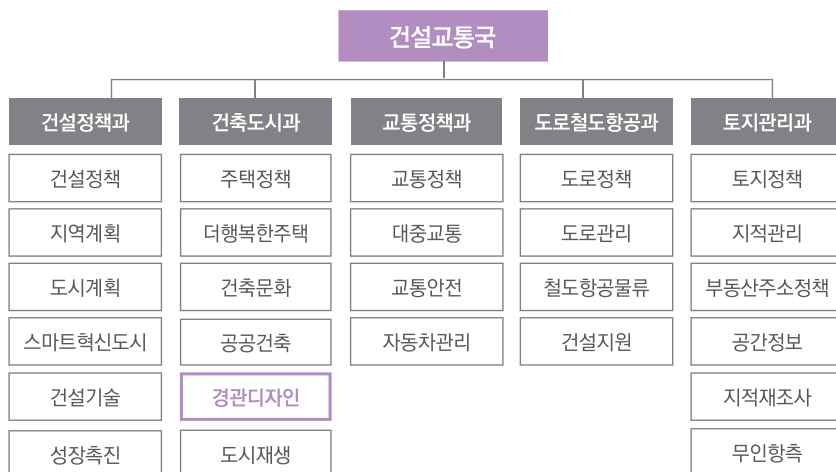 건설교통국
건설정책과 건축도시과 교통정책과 도로철도항공과 토지관리과
건설정책 주택정책 교통정책 도로정책 토지정책
지역계획 더행복한주택 대중교통 도로관리 지적관리
도시계획 건축문화 교통안전 철도항공물류 부동산주소정책
스마트혁신도시 공공건축 자동차관리 건설지원 공간정보
건설기술 경관디자인 지적재조사
성장촉진 도시재생 무인항측